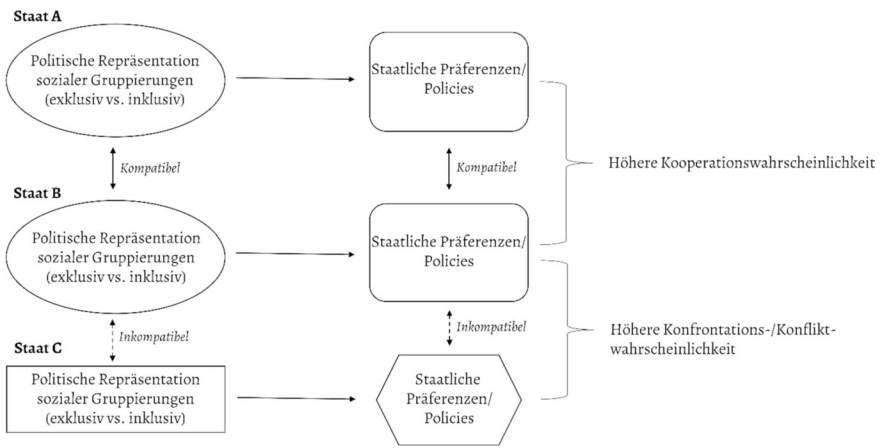 Staat A
Politische Repräsentation
sozialer Gruppierungen
(exklusiv vs. inklusiv)
Staatliche Präferenzen/
Policies
Kompatibel
Kompatibel
Höhere Kooperationswahrscheinlichkeit
Staat B
Politische Repräsentation
sozialer Gruppierungen
(exklusiv vs. inklusiv)
Staatliche Präferenzen/
Policies
Inkompatibel
Inkompatibel
Höhere Konfrontations-/Konflikt-
wahrscheinlichkeit
Staat C
Politische Repräsentation
sozialer Gruppierungen
(exklusiv vs. inklusiv)
Staatliche
Präferenzen/
Policies